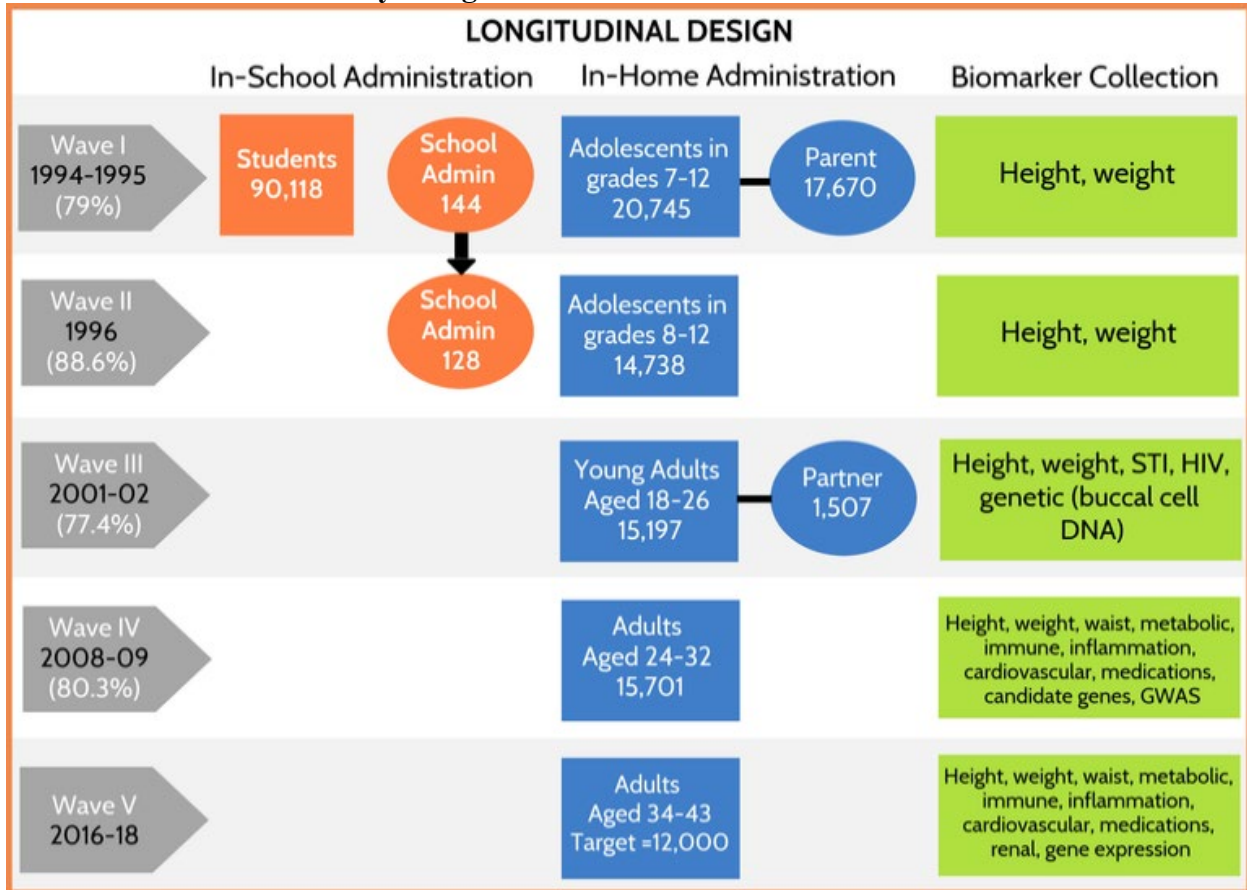 LONGITUDINAL DESIGN
In-School Administration
In-Home Administration
Biomarker Collection
Wave I
1994-1995
(79%)
Students
90,118
School
Admin
144
Adolescents in
grades 7-12
20,745
Parent
17,670
Height, weight
Wave II
1996
(88.6%)
School
Admin
128
Adolescents in
grades 8-12
14,738
Height, weight
Wave III
2001-02
(77.4%)
Young Adults
Aged 18-26
15,197
Partner
1,507
Height, weight, STI, HIV,
genetic (buccal cell
DNA)
Wave IV
2008-09
(80.3%)
Adults
Aged 24-32
15,701
Height, weight, waist, metabolic,
immune, inflammation,
cardiovascular, medications,
candidate genes, GWAS
Wave V
2016-18
Adults
Aged 34-43
Target =12,000
Height, weight, waist, metabolic,
immune, inflammation,
cardiovascular, medications,
renal, gene expression